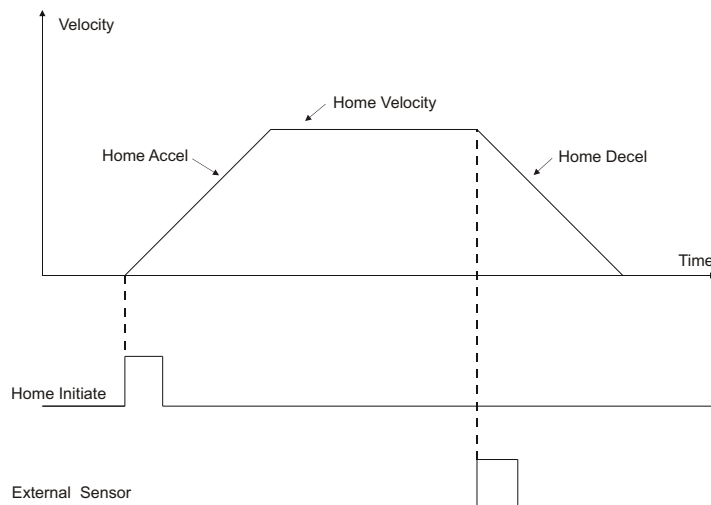 Velocity
Home Velocity
Home Accel
Home Decel
Time
Home Initiate
External Sensor